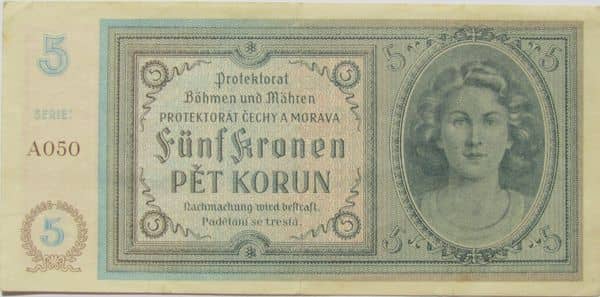 5
SERIE:
A050
5
Protektorat
Böhmen und Mähren
PROTEKTORÁT ČECHY A MORAVA
Fünf Kronen
PĚT KORUN
Nachmachung wird bestraft.
Padělání se trestá.
5
5
5
5